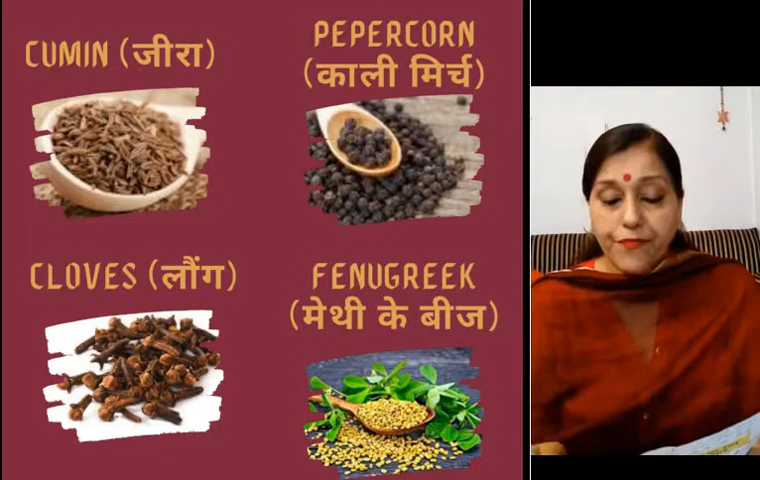 CUMIN (जीरा)
PEPERCORN
(काली मिर्च)
CLOVES (लौंग)
FENUGREEK
(मेथी के बीज)